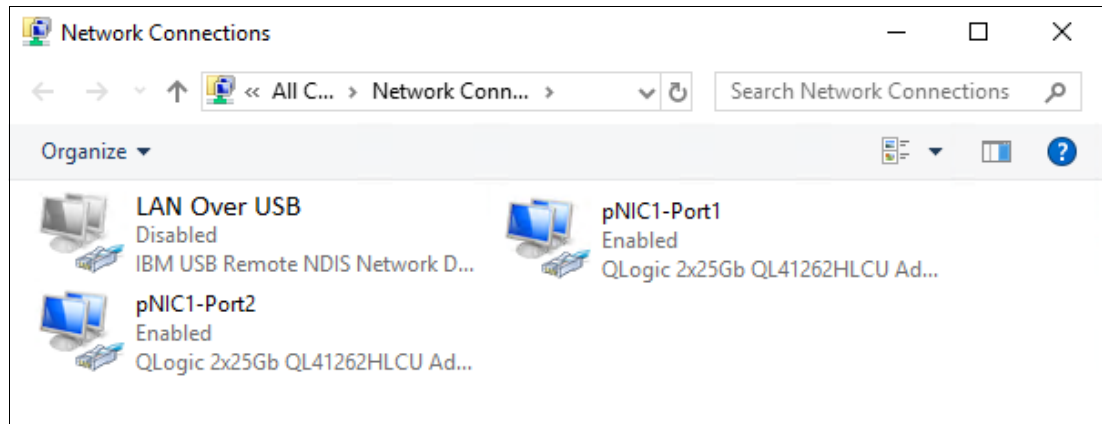 Network Connections
« All C... › Network Conn... ›
Search Network Connections
Organize
LAN Over USB
Disabled
IBM USB Remote NDIS Network D...
pNIC1-Port1
Enabled
QLogic 2x25Gb QL41262HLCU Ad...
pNIC1-Port2
Enabled
QLogic 2x25Gb QL41262HLCU Ad...